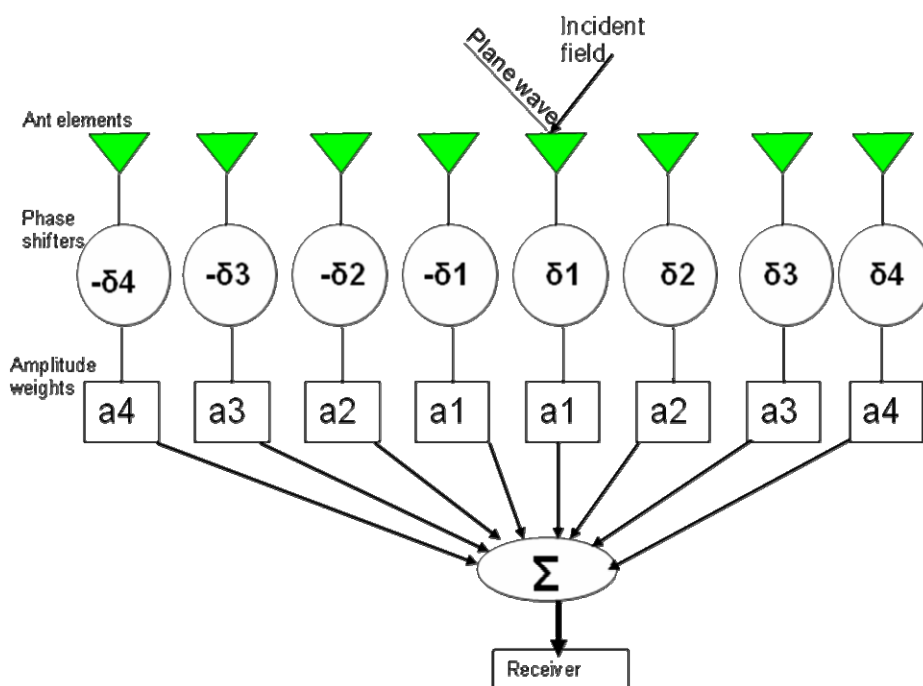 Incident
field
Plane wave
Ant elements
Phase
shifters
-δ4 -δ3 -δ2 -δ1 δ1 δ2 δ3 δ4
Amplitude
weights
a4 a3 a2 a1 a1 a2 a3 a4
Σ
Receiver